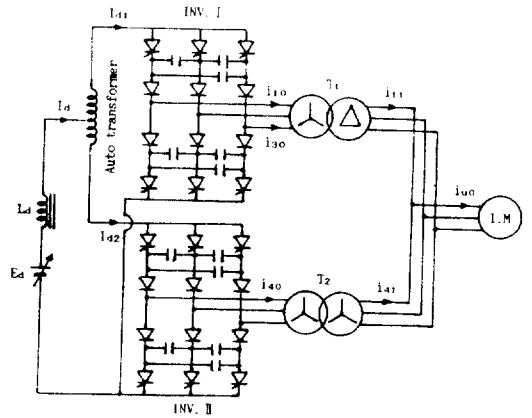 Id1
INV. I
Auto transformer
Id
i10
T1
i11
i30
Ld
iu0
I.M
Id2
Ed
i40
T2
i41
INV. II